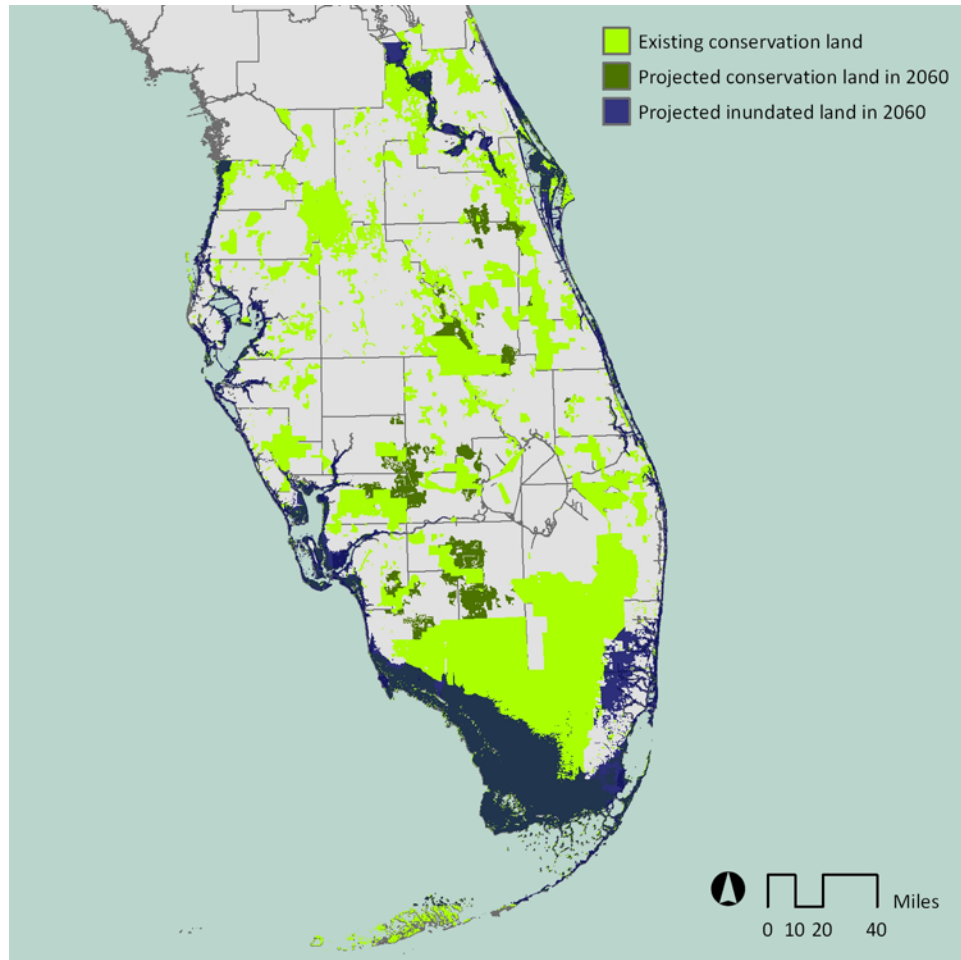 Existing conservation land
Projected conservation land in 2060
Projected inundated land in 2060
Miles
0 10 20 40